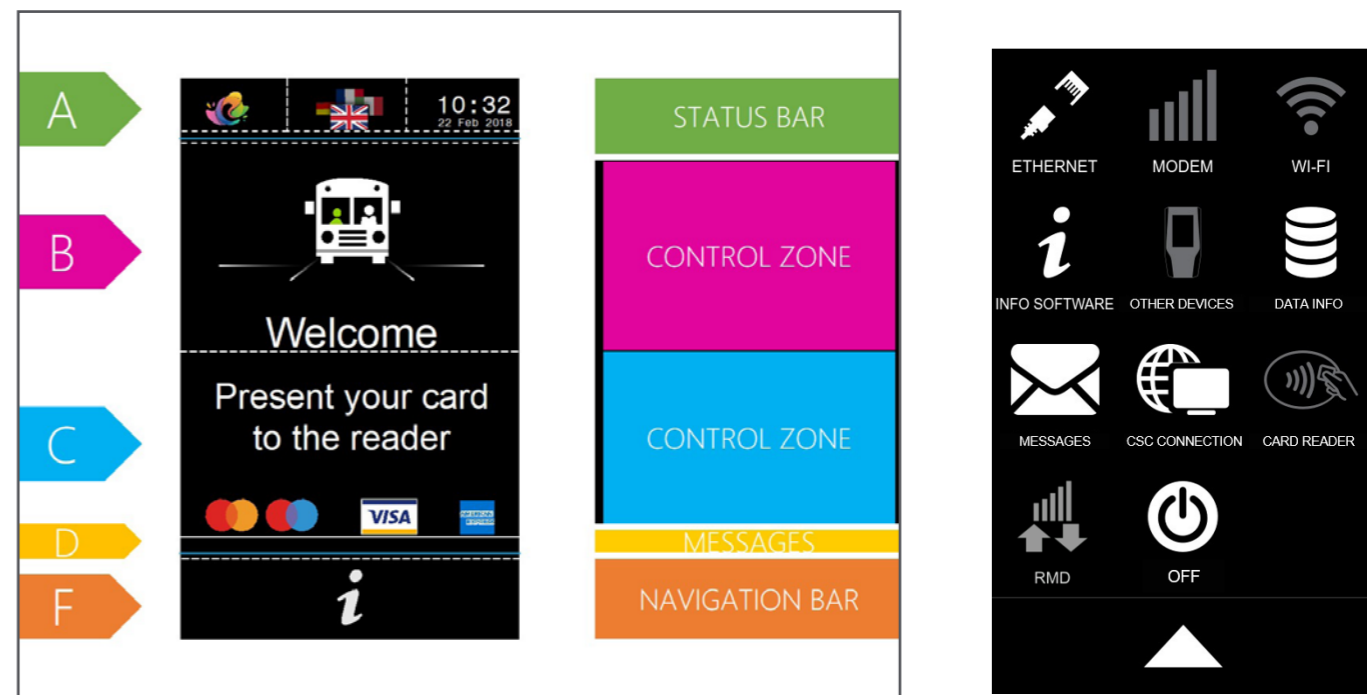 A
10:32
22 Feb 2018
STATUS BAR
B
Welcome
CONTROL ZONE
C
Present your card
to the reader
VISA
CONTROL ZONE
D
MESSAGES
F
i
NAVIGATION BAR
ETHERNET
MODEM
WI-FI
i
INFO SOFTWARE
OTHER DEVICES
DATA INFO
MESSAGES
CSC CONNECTION
CARD READER
RMD
OFF